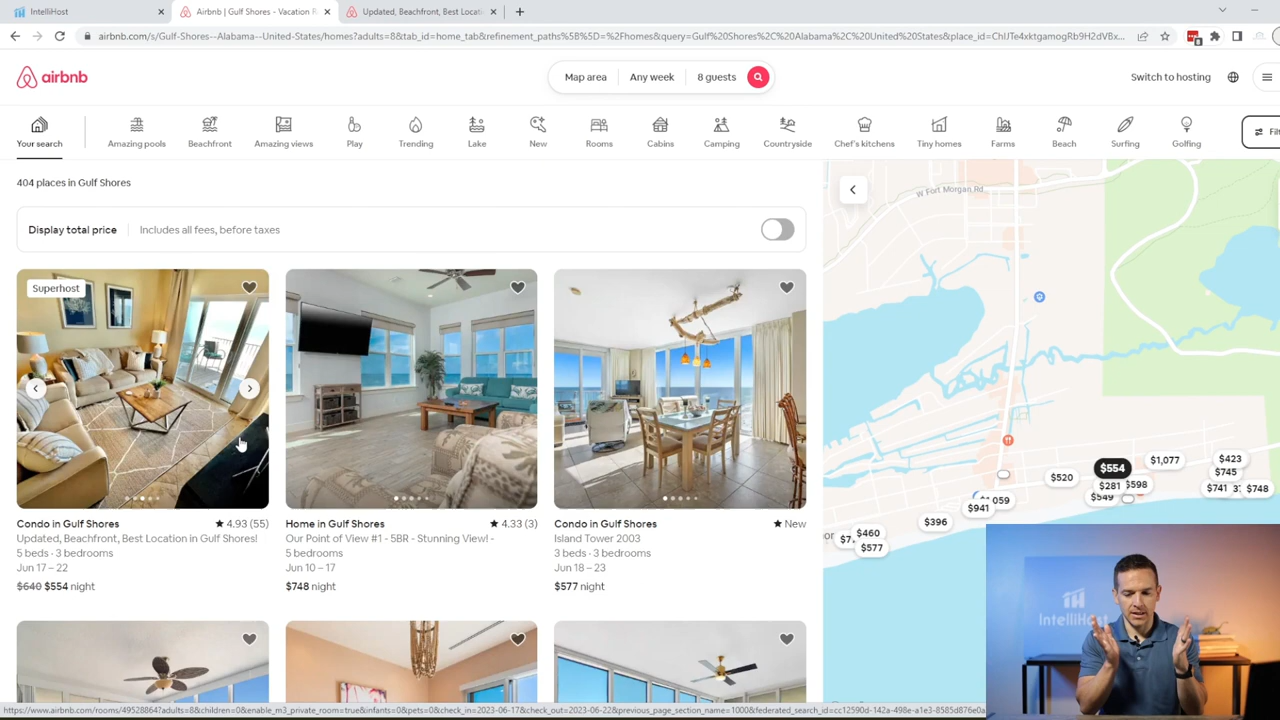 IntelliHost
Airbnb | Gulf Shores - Vacation R
Updated, Beachfront, Best Locati
airbnb.com/s/Gulf-Shores--Alabama--United-States/homes?adults=8&tab_id=home_tab&refinement_paths%5B%5D=%2Fhomes&query=Gulf%20Shores%2C%20Alabama%2C%20United%20States&place_id=ChIJTe4xktgamogRb9H2dVBx...
airbnb
Map area
Any week
8 guests
Switch to hosting
Your search
Amazing pools
Beachfront
Amazing views
Play
Trending
Lake
New
Rooms
Cabins
Camping
Countryside
Chef's kitchens
Tiny homes
Farms
Beach
Surfing
Golfing
Fil
404 places in Gulf Shores
Display total price
Includes all fees, before taxes
Superhost
Condo in Gulf Shores
4.93 (55)
Updated, Beachfront, Best Location in Gulf Shores!
5 beds · 3 bedrooms
Jun 17 – 22
$640 $554 night
Home in Gulf Shores
4.33 (3)
Our Point of View #1 - 5BR - Stunning View! -
5 bedrooms
Jun 10 – 17
$748 night
Condo in Gulf Shores
New
Island Tower 2003
3 beds · 3 bedrooms
Jun 18 – 23
$577 night
W Fort Morgan Rd
$1,077
$423
$554
$745
$520
$281
$598
$741
$748
$549
$941
$396
$460
$577
IntelliHost